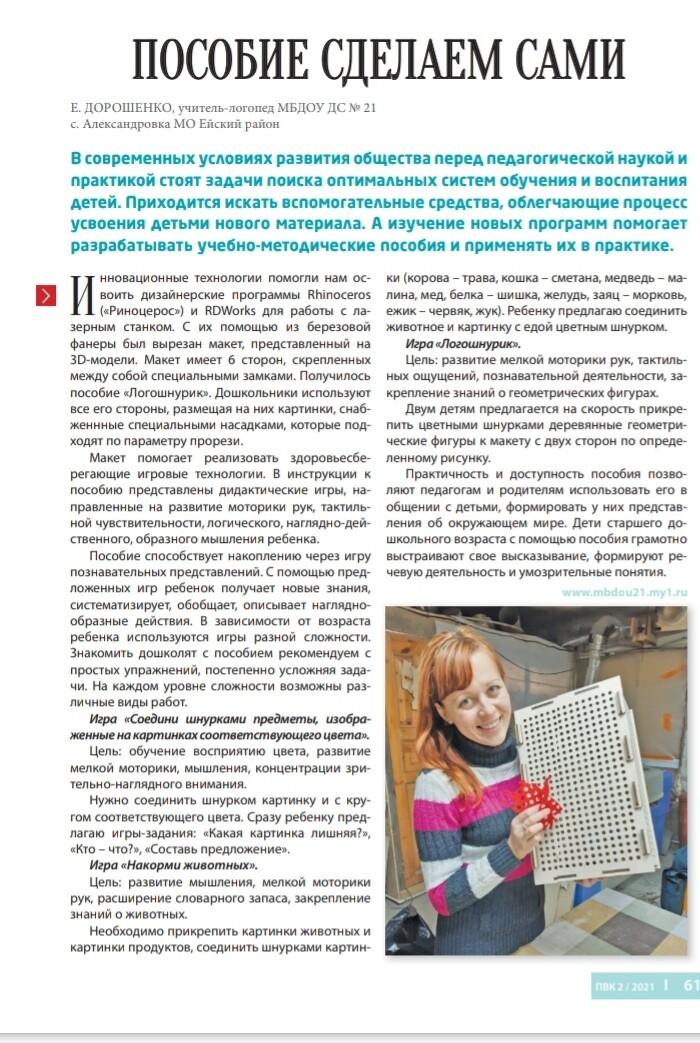 ПОСОБИЕ СДЕЛАЕМ САМИ
Е. ДОРОШЕНКО, учитель-логопед МБДОУ ДС № 21
с. Александровка МО Ейский район
В современных условиях развития общества перед педагогической наукой и
практикой стоят задачи поиска оптимальных систем обучения и воспитания
детей. Приходится искать вспомогательные средства, облегчающие процесс
усвоения детьми нового материала. А изучение новых программ помогает
разрабатывать учебно-методические пособия и применять их в практике.
Инновационные технологии помогли нам ос-
воить дизайнерские программы Rhinoceros
(«Риноцерос») и RDWorks для работы с ла-
зерным станком. С их помощью из березовой
фанеры был вырезан макет, представленный на
3D-модели. Макет имеет 6 сторон, скрепленных
между собой специальными замками. Получилось
пособие «Логошнурик». Дошкольники используют
все его стороны, размещая на них картинки, снаб-
женнные специальными насадками, которые под-
ходят по параметру прорези.
Макет помогает реализовать здоровьесбе-
регающие игровые технологии. В инструкции к
пособию представлены дидактические игры, на-
правленные на развитие моторики рук, тактиль-
ной чувствительности, логического, наглядно-дей-
ственного, образного мышления ребенка.
Пособие способствует накоплению через игру
познавательных представлений. С помощью пред-
ложенных игр ребенок получает новые знания,
систематизирует, обобщает, описывает наглядно-
образные действия. В зависимости от возраста
ребенка используются игры разной сложности.
Знакомить дошколят с пособием рекомендуем с
простых упражнений, постепенно усложняя зада-
чи. На каждом уровне сложности возможны раз-
личные виды работ.
Игра «Соедини шнурками предметы, изобра-
женные на картинках соответствующего цвета».
Цель: обучение восприятию цвета, развитие
мелкой моторики, мышления, концентрации зри-
тельно-наглядного внимания.
Нужно соединить шнурком картинку и с кру-
гом соответствующего цвета. Сразу ребенку пред-
лагаю игры-задания: «Какая картинка лишняя?»,
«Кто – что?», «Составь предложение».
Игра «Накорми животных».
Цель: развитие мышления, мелкой моторики
рук, расширение словарного запаса, закрепление
знаний о животных.
Необходимо прикрепить картинки животных и
картинки продуктов, соединить шнурками картин-
ки (корова – трава, кошка – сметана, медведь – ма-
лина, мед, белка – шишка, желудь, заяц – морковь,
ежик – червяк, жук). Ребенку предлагаю соединить
животное и картинку с едой цветным шнурком.
Игра «Логошнурик».
Цель: развитие мелкой моторики рук, тактиль-
ных ощущений, познавательной деятельности, за-
крепление знаний о геометрических фигурах.
Двум детям предлагается на скорость прикре-
пить цветными шнурками деревянные геометри-
ческие фигуры к макету с двух сторон по опреде-
ленному рисунку.
Практичность и доступность пособия позво-
ляют педагогам и родителям использовать его в
общении с детьми, формировать у них представ-
ления об окружающем мире. Дети старшего до-
школьного возраста с помощью пособия грамотно
выстраивают свое высказывание, формируют ре-
чевую деятельность и умозрительные понятия.
www.mbdou21.my1.ru
ПВК 2 / 2021 | 61